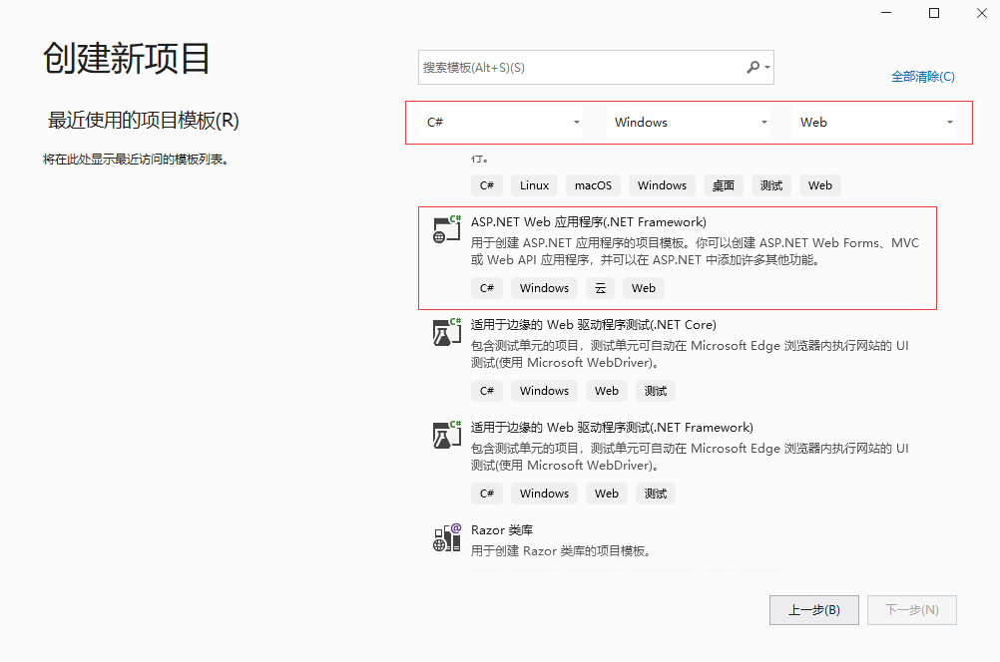 创建新项目
最近使用的项目模板(R)
将在此处显示最近访问的模板列表。
搜索模板(Alt+S)(S)
全部清除(C)
C# Windows Web
行。
C# Linux macOS Windows 桌面 测试 Web
ASP.NET Web 应用程序(.NET Framework)
用于创建 ASP.NET 应用程序的项目模板。你可以创建 ASP.NET Web Forms、MVC
或 Web API 应用程序，并可以在 ASP.NET 中添加许多其他功能。
C# Windows 云 Web
适用于边缘的 Web 驱动程序测试(.NET Core)
包含测试单元的项目，测试单元可自动在 Microsoft Edge 浏览器内执行网站的 UI
测试(使用 Microsoft WebDriver)。
C# Windows Web 测试
适用于边缘的 Web 驱动程序测试(.NET Framework)
包含测试单元的项目，测试单元可自动在 Microsoft Edge 浏览器内执行网站的 UI
测试(使用 Microsoft WebDriver)。
C# Windows Web 测试
Razor 类库
用于创建 Razor 类库的项目模板。
上一步(B) 下一步(N)